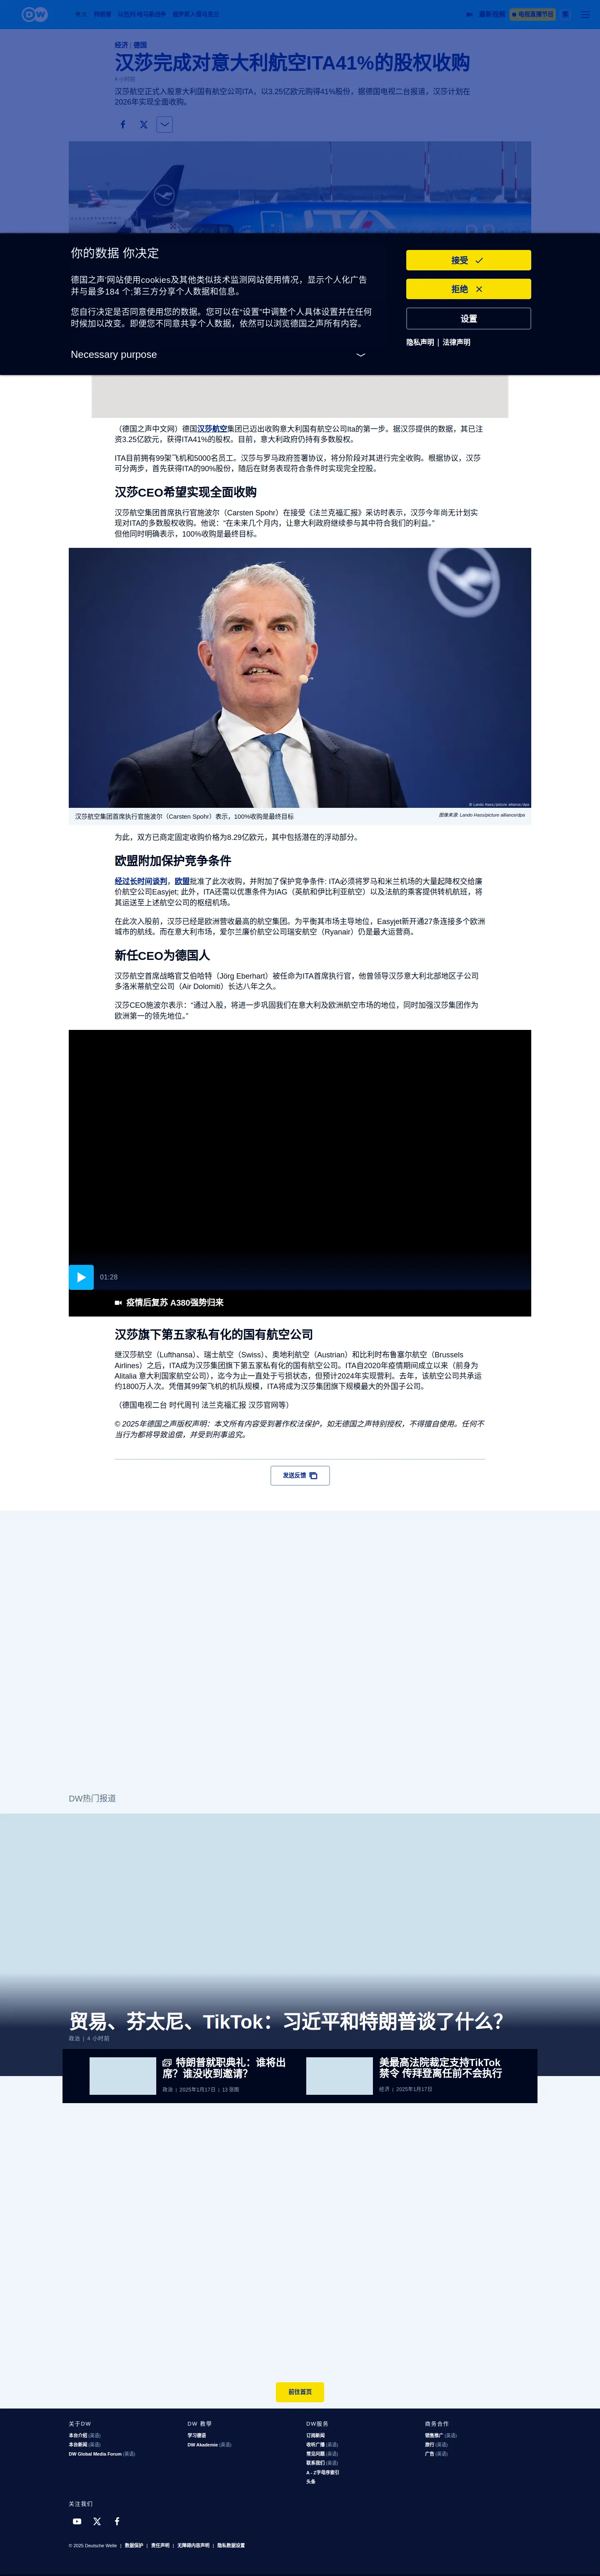 DW
最新视频
电视直播节目
繁
经济 | 德国
汉莎完成对意大利航空ITA41%的股权收购
汉莎航空正式入股意大利国有航空公司ITA，以3.25亿欧元购得41%股份，据德国电视二台报道，汉莎计划在
2026年实现全面收购。
你的数据 你决定
德国之声'网站使用cookies及其他类似技术监测网站使用情况，显示个人化广告
并与最多184 个;第三方分享个人数据和信息。
您自行决定是否同意使用您的数据。您可以在“设置”中调整个人具体设置并在任何
时候加以改变。即便您不同意共享个人数据，依然可以浏览德国之声所有内容。
Necessary purpose
接受
拒绝
设置
隐私声明 | 法律声明
（德国之声中文网）德国汉莎航空集团已迈出收购意大利国有航空公司Ita的第一步。据汉莎提供的数据，其已注
资3.25亿欧元，获得ITA41%的股权。目前，意大利政府仍持有多数股权。
ITA目前拥有99架飞机和5000名员工。汉莎与罗马政府签署协议，将分阶段对其进行完全收购。根据协议，汉莎
可分两步，首先获得ITA的90%股份，随后在财务表现符合条件时实现完全控股。
汉莎CEO希望实现全面收购
汉莎航空集团首席执行官施波尔（Carsten Spohr）在接受《法兰克福汇报》采访时表示，汉莎今年尚无计划实
现对ITA的多数股权收购。他说：“在未来几个月内，让意大利政府继续参与其中符合我们的利益。”
但他同时明确表示，100%收购是最终目标。
© Lando Hass/picture alliance/dpa
汉莎航空集团首席执行官施波尔（Carsten Spohr）表示，100%收购是最终目标
图像来源: Lando Hass/picture alliance/dpa
为此，双方已商定固定收购价格为8.29亿欧元，其中包括潜在的浮动部分。
欧盟附加保护竞争条件
经过长时间谈判，欧盟批准了此次收购，并附加了保护竞争条件: ITA必须将罗马和米兰机场的大量起降权交给廉
价航空公司Easyjet; 此外，ITA还需以优惠条件为IAG（英航和伊比利亚航空）以及法航的乘客提供转机航班，将
其运送至上述航空公司的枢纽机场。
在此次入股前，汉莎已经是欧洲营收最高的航空集团。为平衡其市场主导地位，Easyjet新开通27条连接多个欧洲
城市的航线。而在意大利市场，爱尔兰廉价航空公司瑞安航空（Ryanair）仍是最大运营商。
新任CEO为德国人
汉莎航空首席战略官艾伯哈特（Jörg Eberhart）被任命为ITA首席执行官，他曾领导汉莎意大利北部地区子公司
多洛米蒂航空公司（Air Dolomiti）长达八年之久。
汉莎CEO施波尔表示：“通过入股，将进一步巩固我们在意大利及欧洲航空市场的地位，同时加强汉莎集团作为
欧洲第一的领先地位。”
01:28
疫情后复苏 A380强势归来
汉莎旗下第五家私有化的国有航空公司
继汉莎航空（Lufthansa）、瑞士航空（Swiss）、奥地利航空（Austrian）和比利时布鲁塞尔航空（Brussels
Airlines）之后，ITA成为汉莎集团旗下第五家私有化的国有航空公司。ITA自2020年疫情期间成立以来（前身为
Alitalia 意大利国家航空公司），迄今为止一直处于亏损状态，但预计2024年实现营利。去年，该航空公司共承运
约1800万人次。凭借其99架飞机的机队规模，ITA将成为汉莎集团旗下规模最大的外国子公司。
（德国电视二台 时代周刊 法兰克福汇报 汉莎官网等）
© 2025年德国之声版权声明：本文所有内容受到著作权法保护，如无德国之声特别授权，不得擅自使用。任何不
当行为都将导致追偿，并受到刑事追究。
发送反馈
DW热门报道
贸易、芬太尼、TikTok：习近平和特朗普谈了什么？
政治 | 4 小时前
特朗普就职典礼：谁将出
席？谁没收到邀请？
政治 | 2025年1月17日 | 13 张图
美最高法院裁定支持TikTok
禁令 传拜登离任前不会执行
经济 | 2025年1月17日
前往首页
关于DW
本台介绍 (英语)
本台新闻 (英语)
DW Global Media Forum (英语)
DW 教學
学习德语
DW Akademie (英语)
DW服务
订阅新闻
收听广播 (英语)
常见问题 (英语)
联系我们 (英语)
A - Z字母序索引
头条
商务合作
销售推广 (英语)
旅行 (英语)
广告 (英语)
关注我们
© 2025 Deutsche Welle | 数据保护 | 责任声明 | 无障碍内容声明 | 隐私数据设置